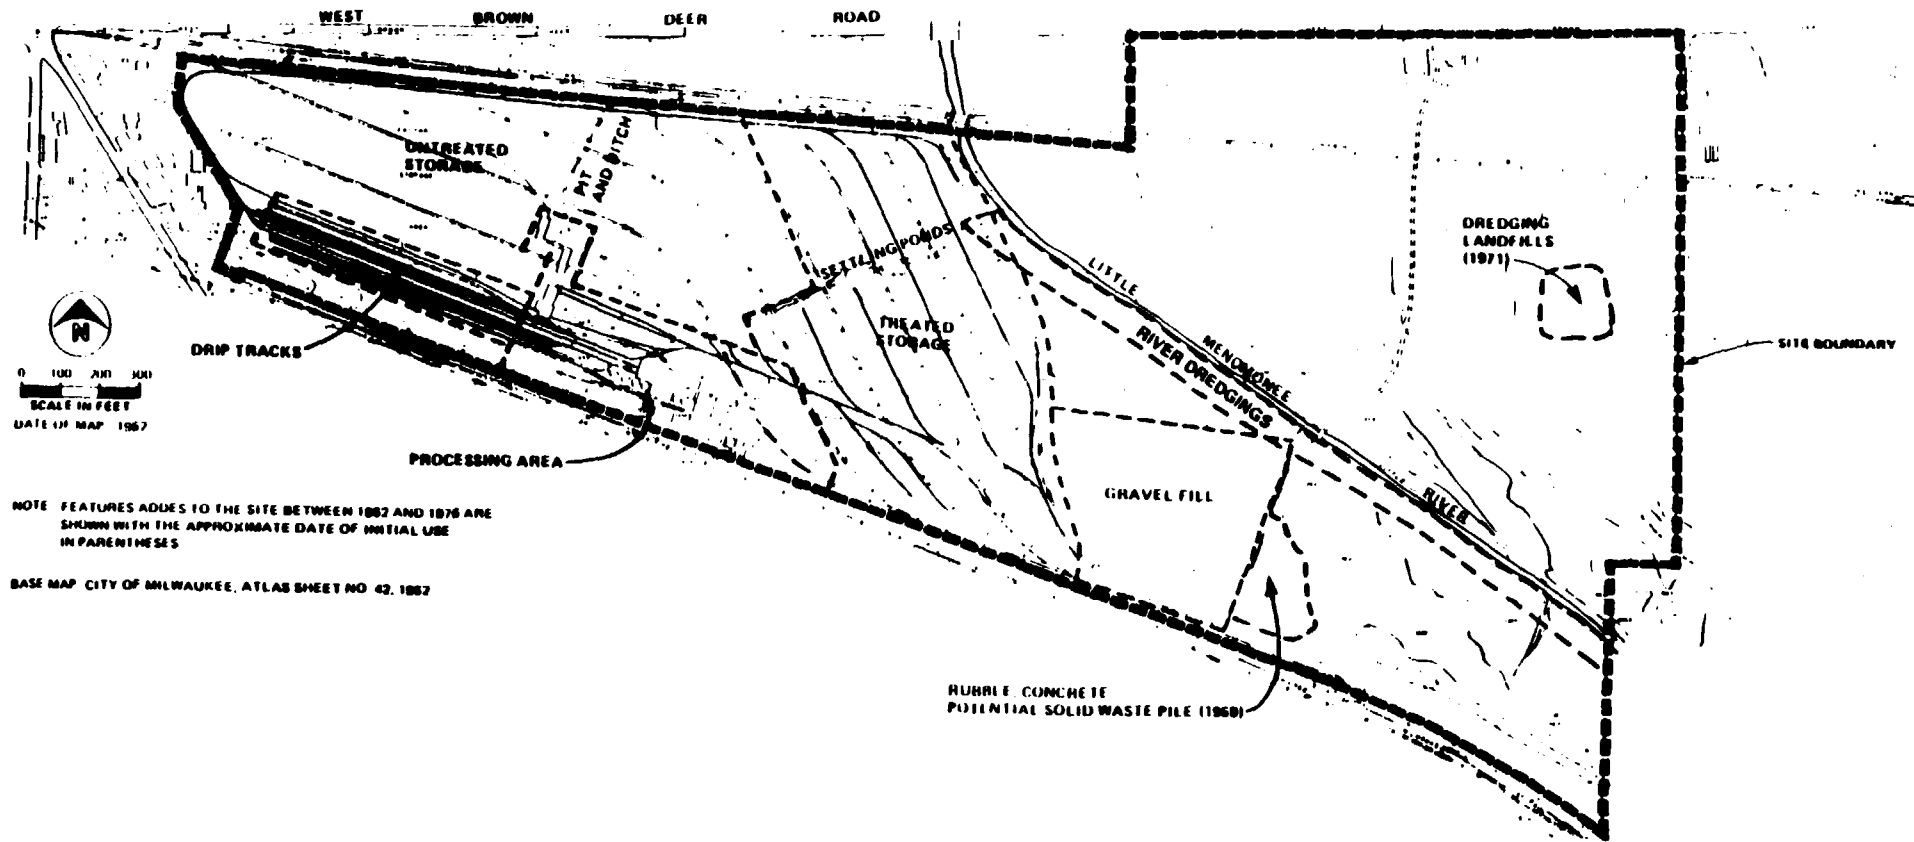 WEST BROWN DEER ROAD
UNTREATED
STORAGE
PIT
AND DITCH
SETTLING PONDS
TREATED
STORAGE
LITTLE MENOMONEE RIVER
RIVER DREDGINGS
DREDGING
LANDFILLS
(1971)
SITE BOUNDARY
N
DRIP TRACKS
0 100 200 300
SCALE IN FEET
DATE OF MAP 1962
PROCESSING AREA
GRAVEL FILL
NOTE FEATURES ADDES TO THE SITE BETWEEN 1962 AND 1976 ARE
SHOWN WITH THE APPROXIMATE DATE OF INITIAL USE
IN PARENTHESES
BASE MAP CITY OF MILWAUKEE, ATLAS SHEET NO 42, 1962
RUBBLE, CONCRETE
POTENTIAL SOLID WASTE PILE (1969)